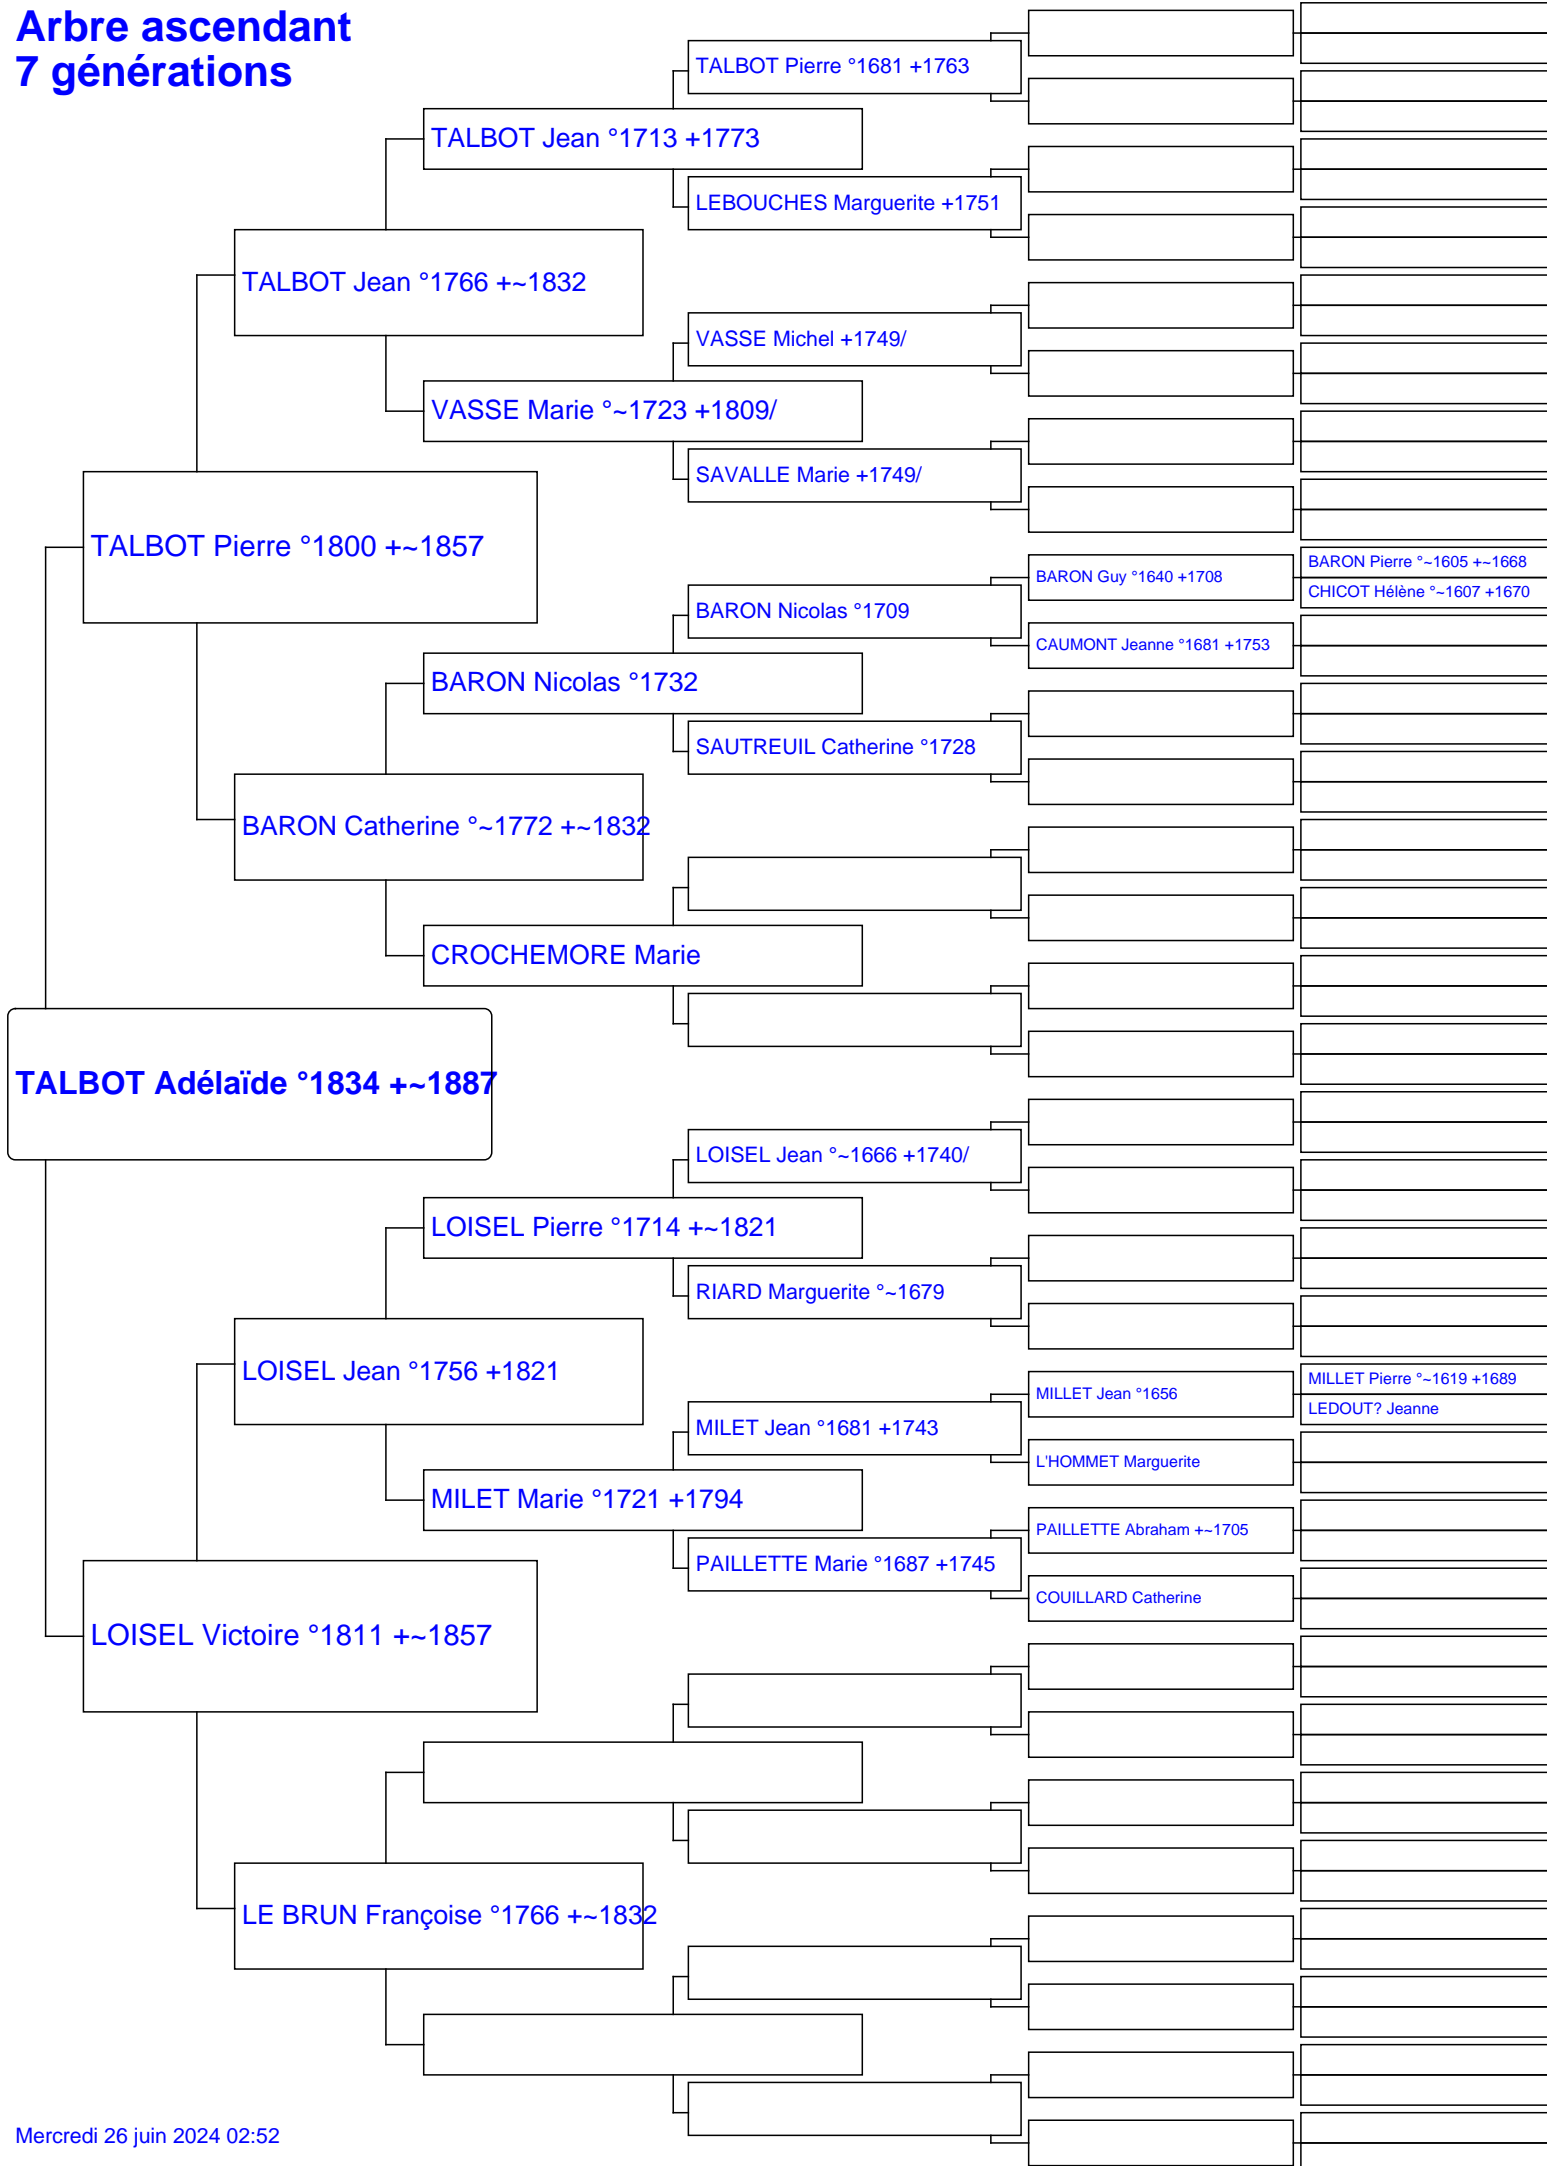 Arbre ascendant
7 générations
TALBOT Pierre °1681 +1763
TALBOT Jean °1713 +1773
LEBOUCHES Marguerite +1751
TALBOT Jean °1766 +~1832
VASSE Michel +1749/
VASSE Marie °~1723 +1809/
SAVALLE Marie +1749/
TALBOT Pierre °1800 +~1857
BARON Pierre °~1605 +~1668
BARON Guy °1640 +1708
CHICOT Hélène °~1607 +1670
BARON Nicolas °1709
CAUMONT Jeanne °1681 +1753
BARON Nicolas °1732
SAUTREUIL Catherine °1728
BARON Catherine °~1772 +~1832
CROCHEMORE Marie
TALBOT Adélaïde °1834 +~1887
LOISEL Jean °~1666 +1740/
LOISEL Pierre °1714 +~1821
RIARD Marguerite °~1679
LOISEL Jean °1756 +1821
MILLET Pierre °~1619 +1689
MILLET Jean °1656
LEDOUT? Jeanne
MILET Jean °1681 +1743
L'HOMMET Marguerite
MILET Marie °1721 +1794
PAILLETTE Abraham +~1705
PAILLETTE Marie °1687 +1745
COUILLARD Catherine
LOISEL Victoire °1811 +~1857
LE BRUN Françoise °1766 +~1832
Mercredi 26 juin 2024 02:52